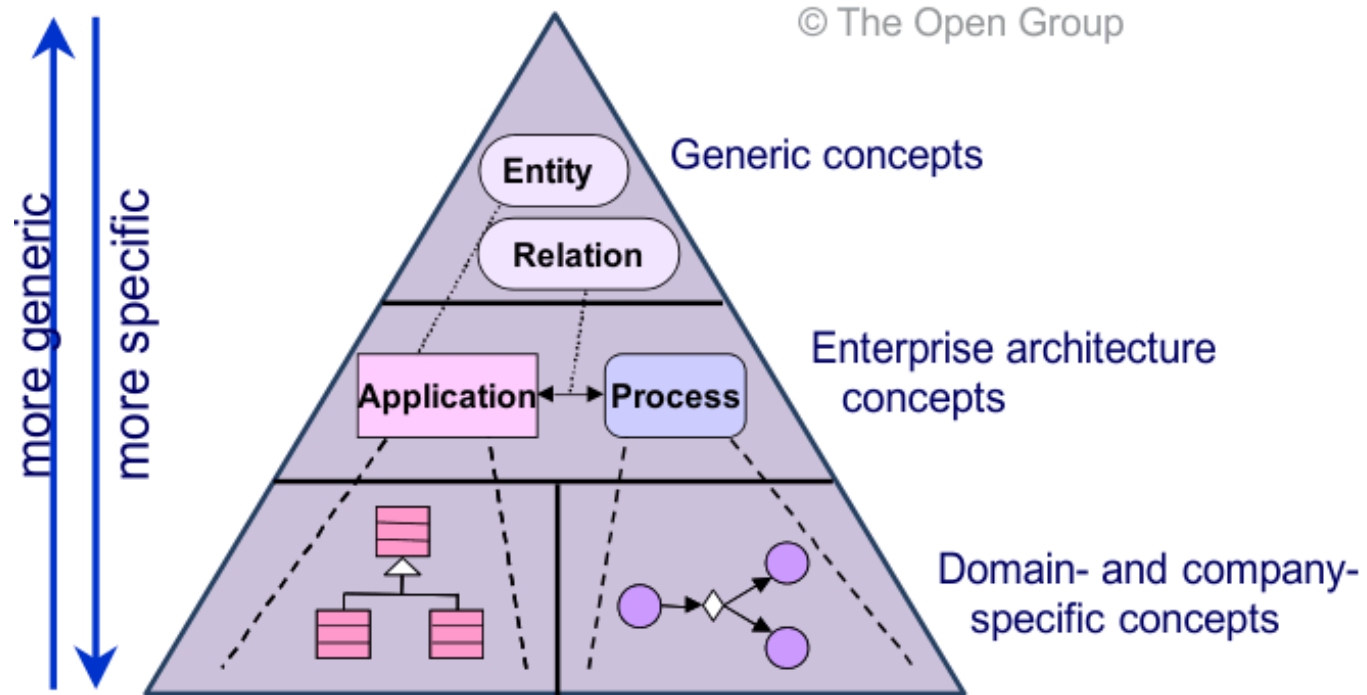 © The Open Group
more generic
more specific
Entity
Generic concepts
Relation
Enterprise architecture
concepts
Application
Process
Domain- and company-
specific concepts